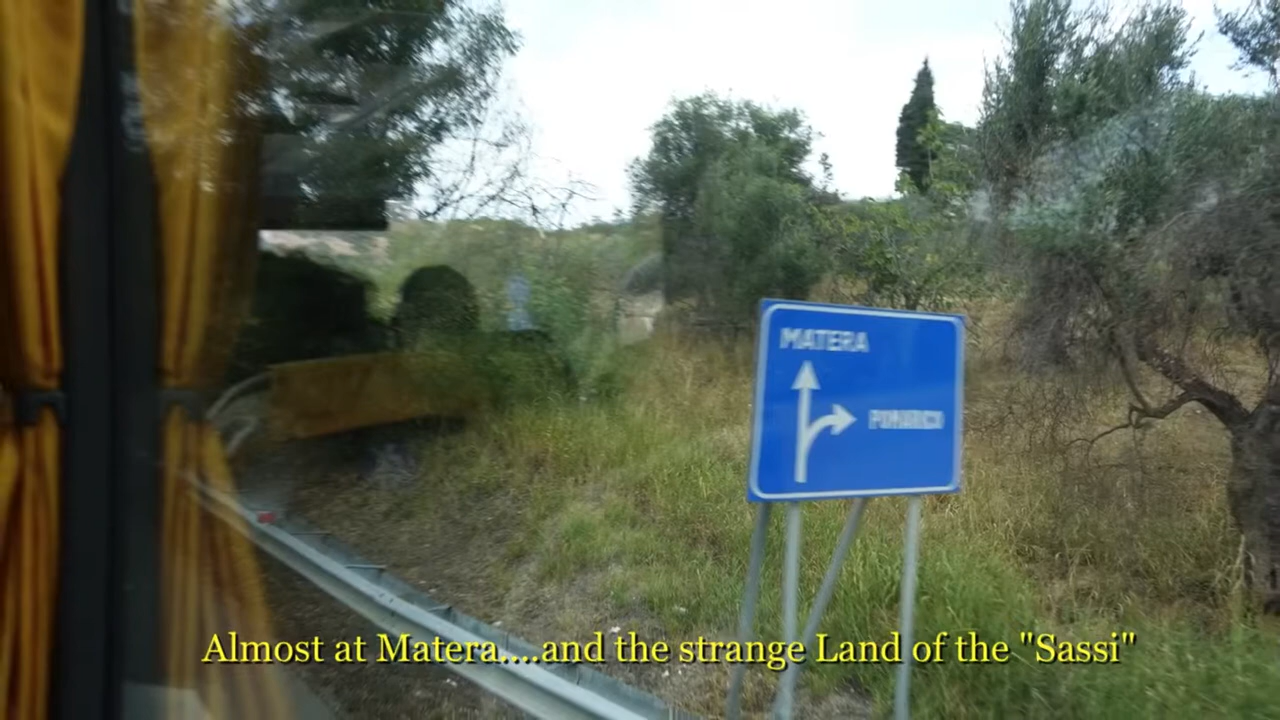 MATERA
POMARICO
Almost at Matera....and the strange Land of the "Sassi"